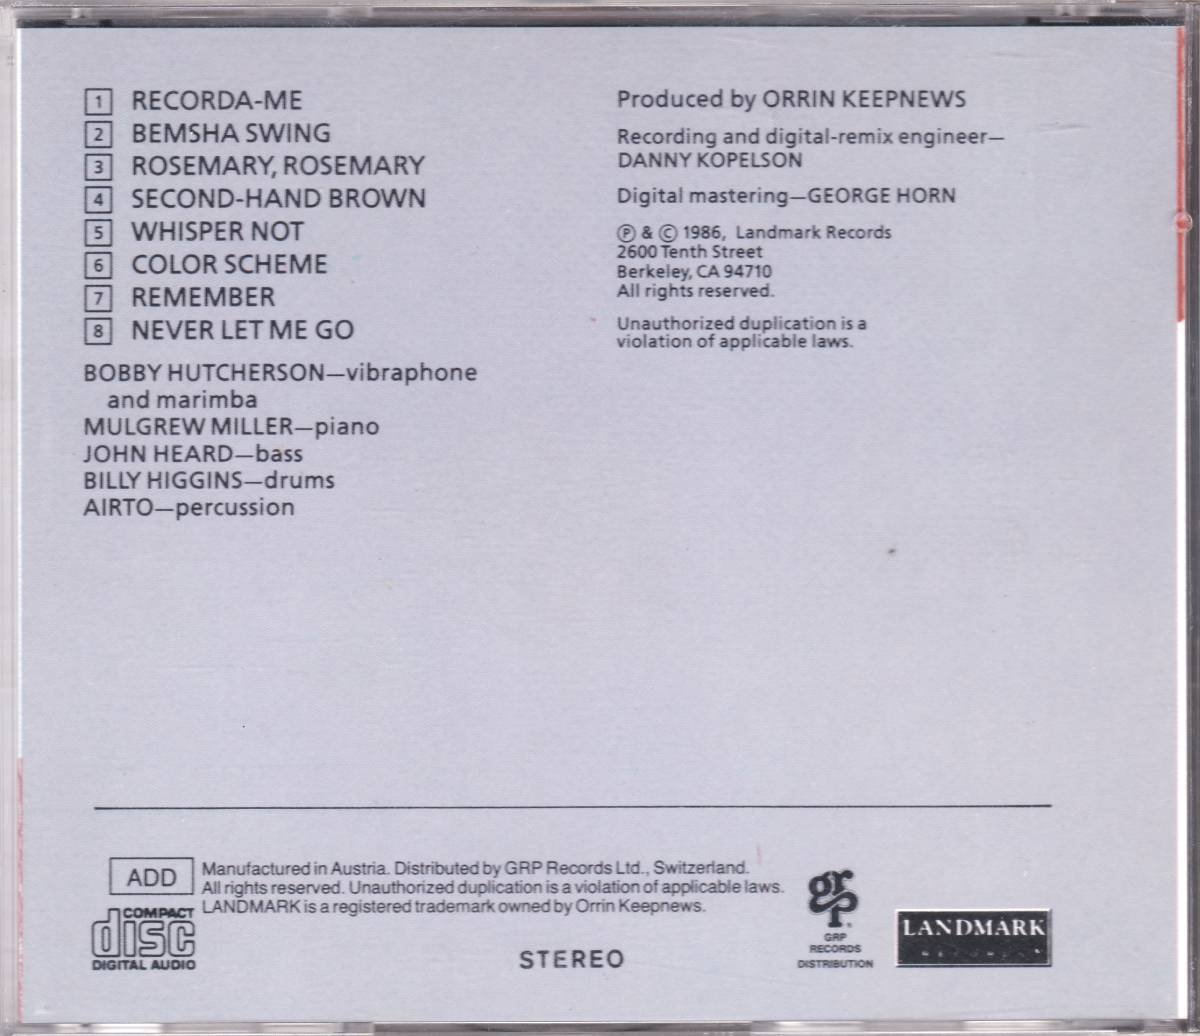 1 RECORDA-ME
2 BEMSHA SWING
3 ROSEMARY, ROSEMARY
4 SECOND-HAND BROWN
5 WHISPER NOT
6 COLOR SCHEME
7 REMEMBER
8 NEVER LET ME GO
BOBBY HUTCHERSON—vibraphone
and marimba
MULGREW MILLER—piano
JOHN HEARD—bass
BILLY HIGGINS—drums
AIRTO—percussion
Produced by ORRIN KEEPNEWS
Recording and digital-remix engineer—
DANNY KOPELSON
Digital mastering—GEORGE HORN
℗ & © 1986, Landmark Records
2600 Tenth Street
Berkeley, CA 94710
All rights reserved.
Unauthorized duplication is a
violation of applicable laws.
ADD
Manufactured in Austria. Distributed by GRP Records Ltd., Switzerland.
All rights reserved. Unauthorized duplication is a violation of applicable laws.
LANDMARK is a registered trademark owned by Orrin Keepnews.
COMPACT
disc
DIGITAL AUDIO
STEREO
grp
GRP
RECORDS
DISTRIBUTION
LANDMARK